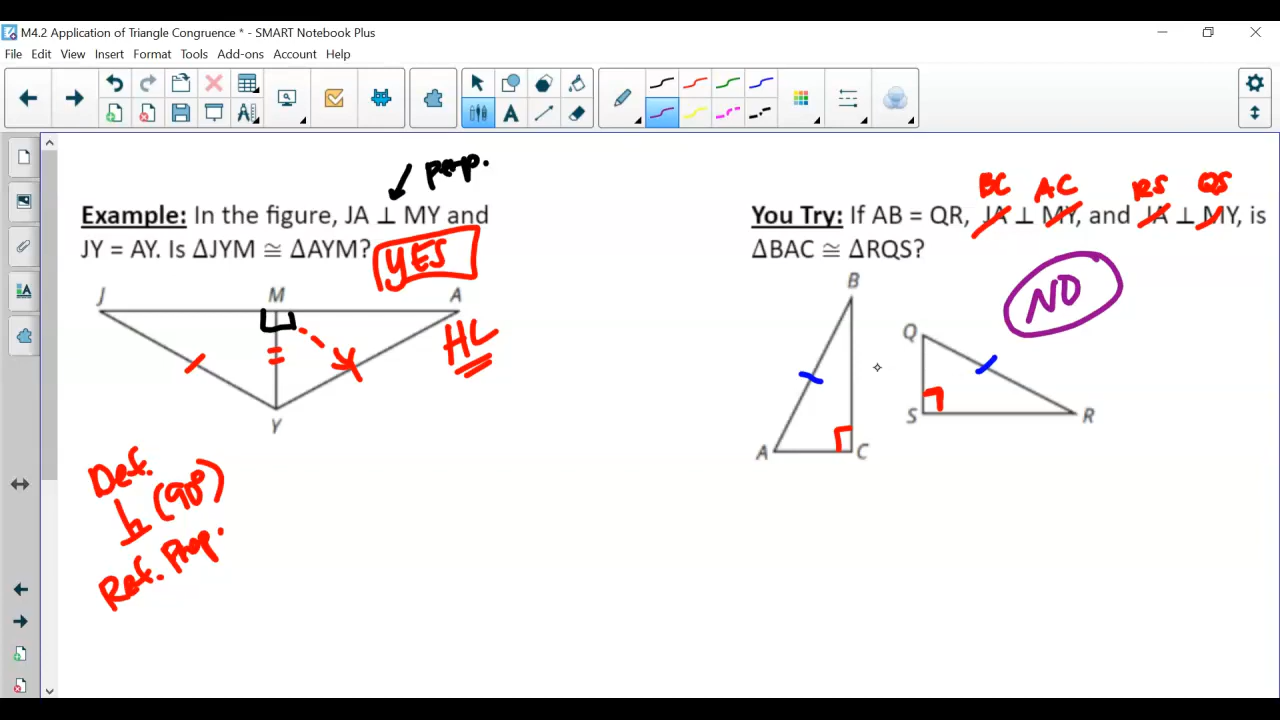 M4.2 Application of Triangle Congruence * - SMART Notebook Plus
File Edit View Insert Format Tools Add-ons Account Help
perp.
Example: In the figure, JA ⊥ MY and
JY = AY. Is ΔJYM ≅ ΔAYM?
YES
J M A
HL
Y
Def.
⊥ (90°)
Ref. Prop.
BC AC RS QS
You Try: If AB = QR, JA ⊥ MY, and JA ⊥ MY, is
ΔBAC ≅ ΔRQS?
NO
B
Q
S R
A C